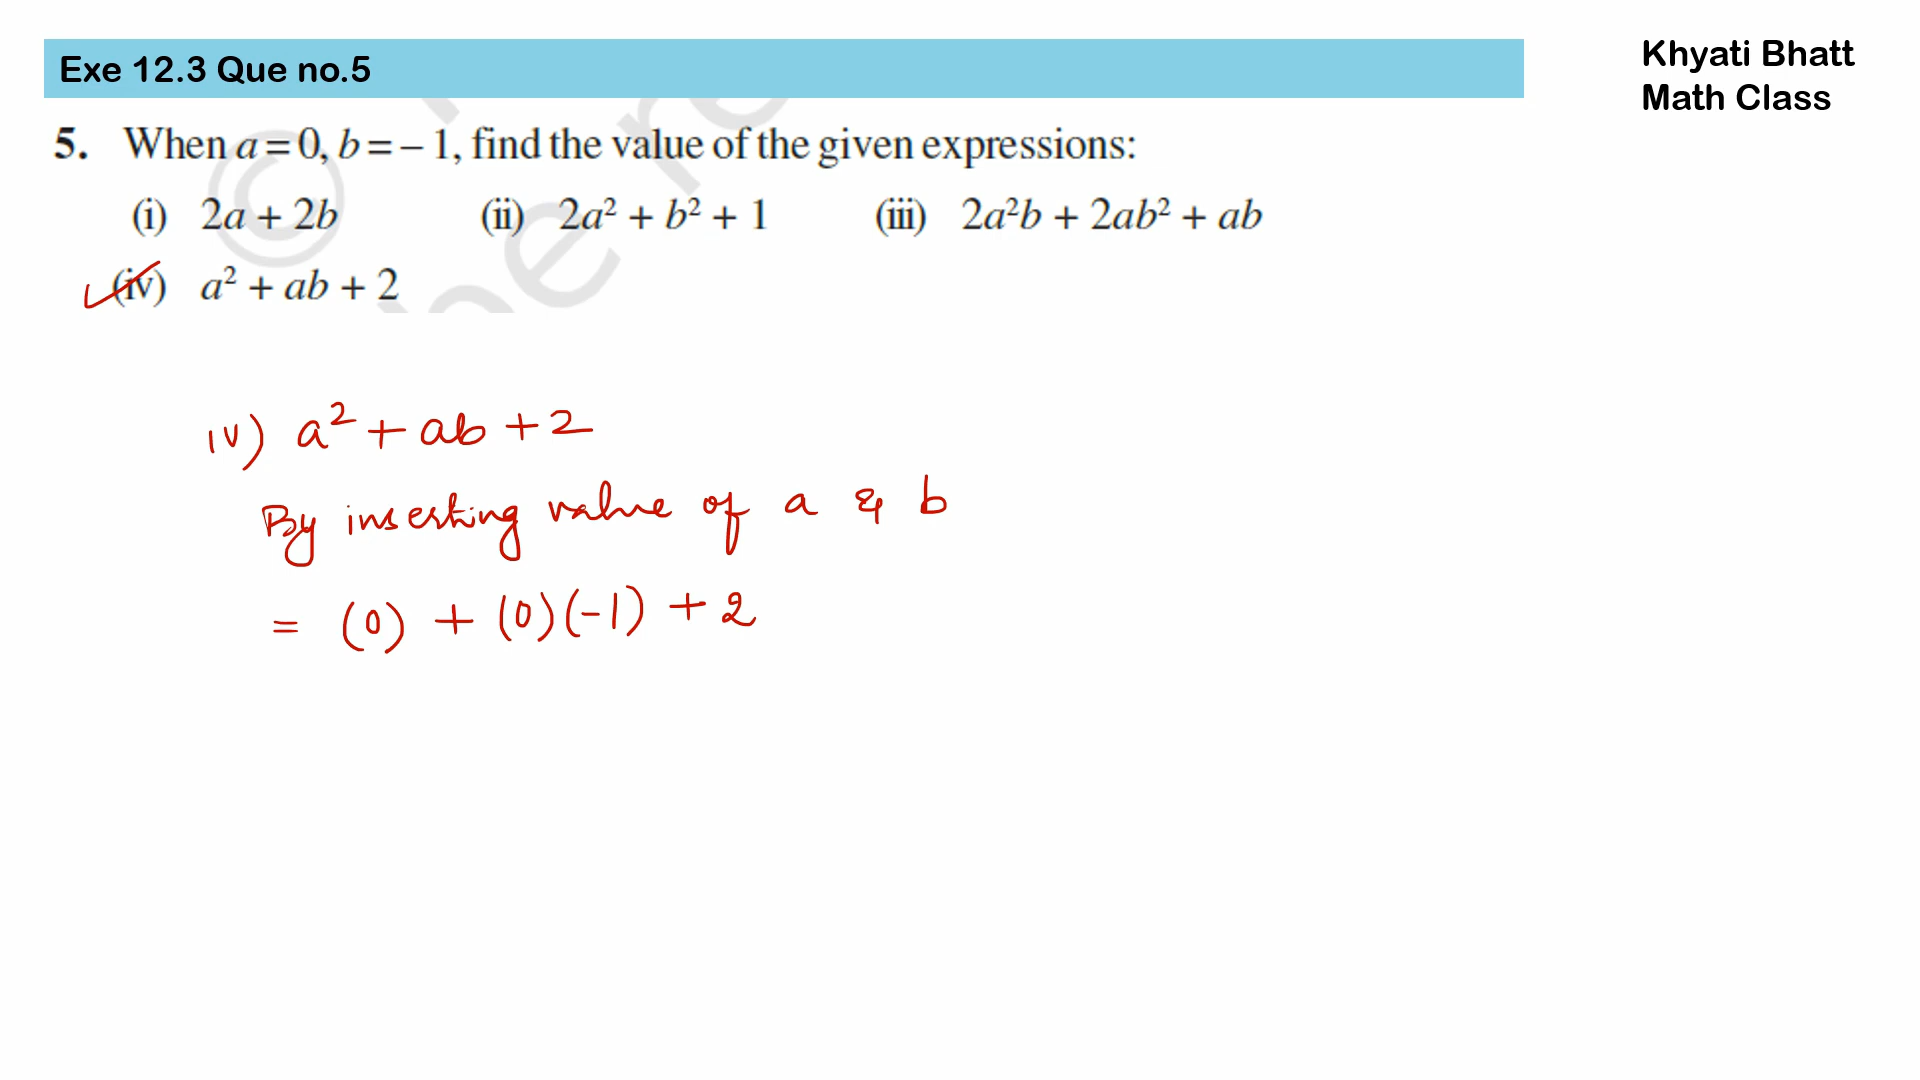 Exe 12.3 Que no.5
Khyati Bhatt
Math Class
5. When a = 0, b = – 1, find the value of the given expressions:
(i) 2a + 2b (ii) 2a² + b² + 1 (iii) 2a²b + 2ab² + ab
(iv) a² + ab + 2
iv) a² + ab + 2
By inserting value of a & b
= (0) + (0)(-1) + 2